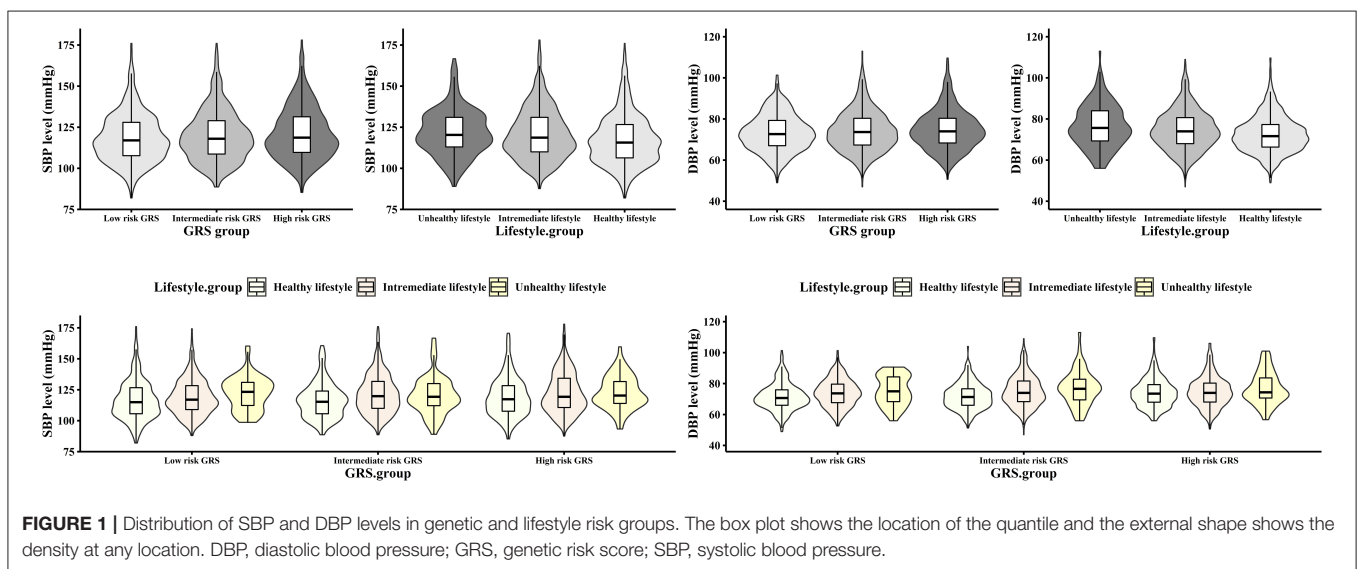 SBP level (mmHg)
175
150
125
100
75
Low risk GRS Intermediate risk GRS High risk GRS
GRS group
SBP level (mmHg)
175
150
125
100
75
Unhealthy lifestyle Intremediate lifestyle Healthy lifestyle
Lifestyle.group
DBP level (mmHg)
120
100
80
60
40
Low risk GRS Intermediate risk GRS High risk GRS
GRS group
DBP level (mmHg)
120
100
80
60
40
Unhealthy lifestyle Intremediate lifestyle Healthy lifestyle
Lifestyle.group
Lifestyle.group Healthy lifestyle Intremediate lifestyle Unhealthy lifestyle
SBP level (mmHg)
175
150
125
100
75
Low risk GRS Intermediate risk GRS High risk GRS
GRS.group
Lifestyle.group Healthy lifestyle Intremediate lifestyle Unhealthy lifestyle
DBP level (mmHg)
120
100
80
60
40
Low risk GRS Intermediate risk GRS High risk GRS
GRS.group
FIGURE 1 | Distribution of SBP and DBP levels in genetic and lifestyle risk groups. The box plot shows the location of the quantile and the external shape shows the
density at any location. DBP, diastolic blood pressure; GRS, genetic risk score; SBP, systolic blood pressure.